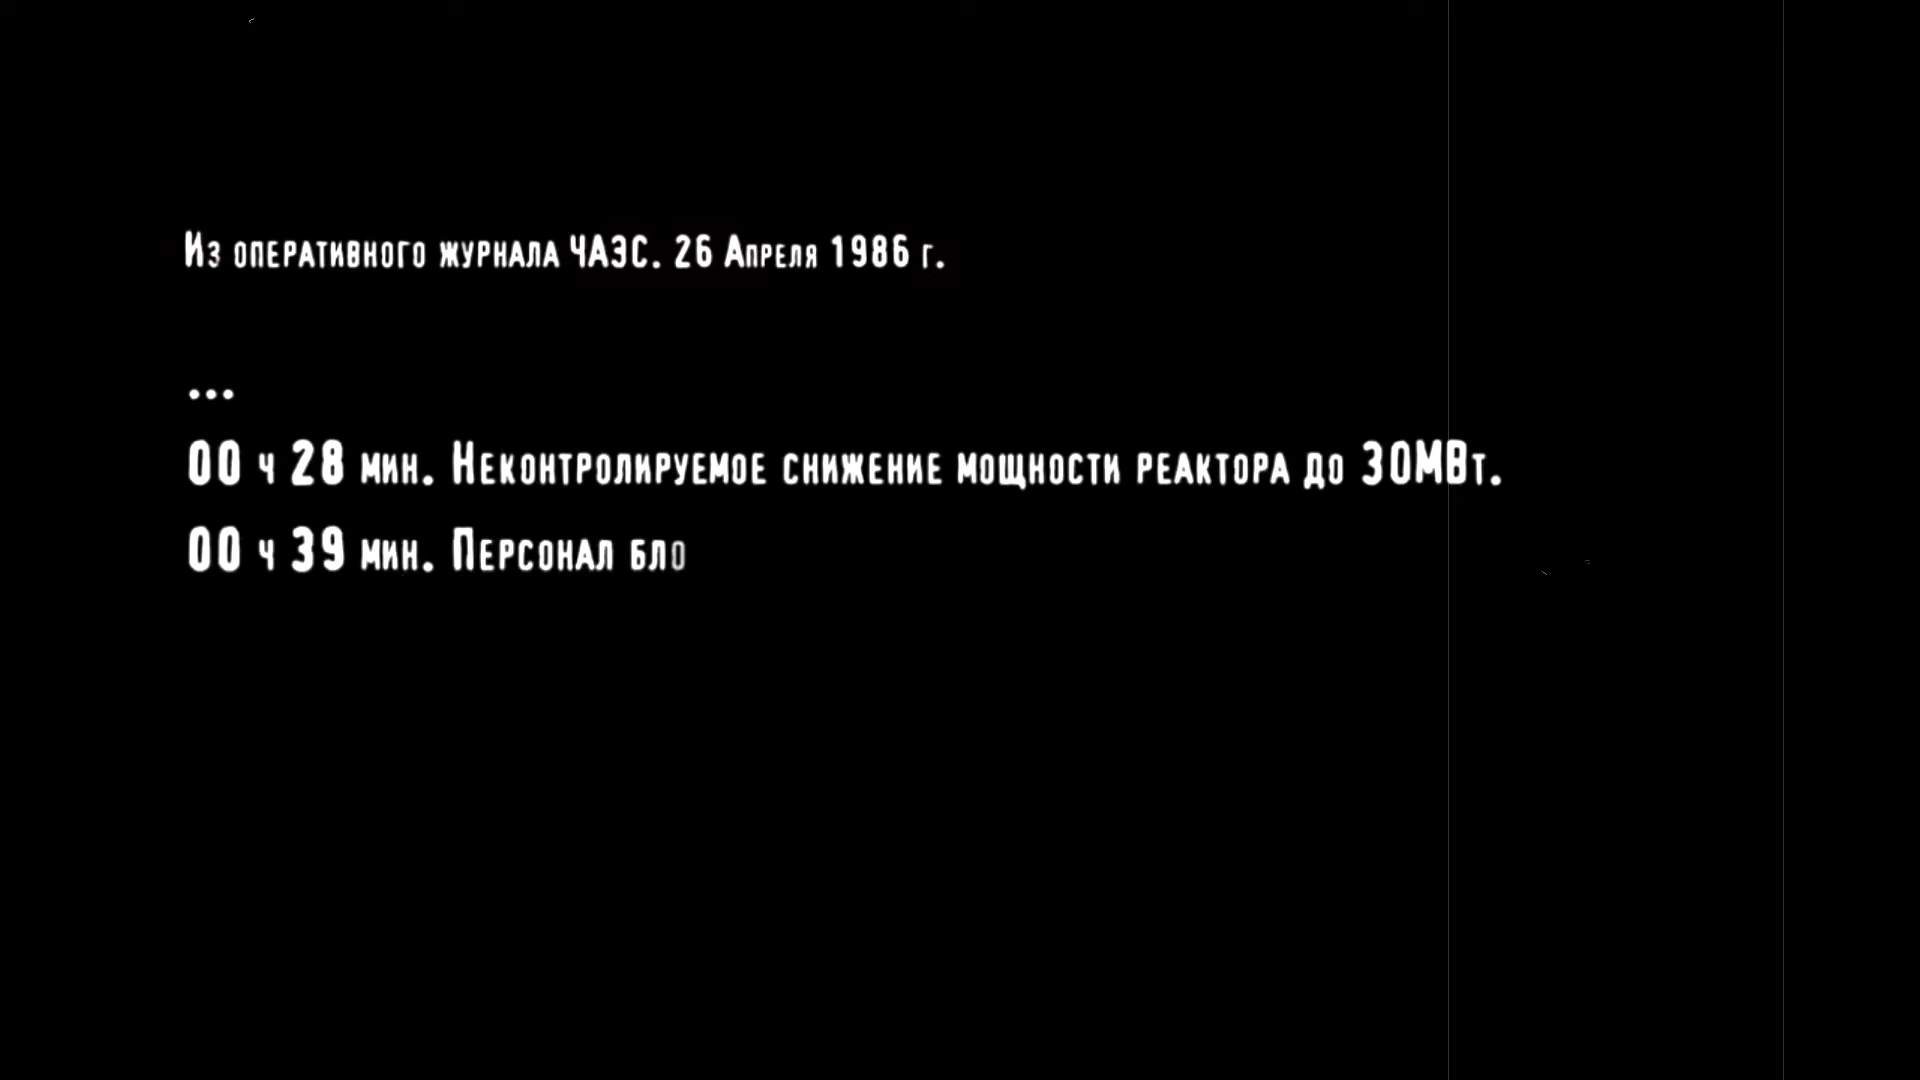 Из оперативного журнала ЧАЭС. 26 Апреля 1986 г.
...
00 ч 28 мин. Неконтролируемое снижение мощности реактора до 30МВт.
00 ч 39 мин. Персонал бло